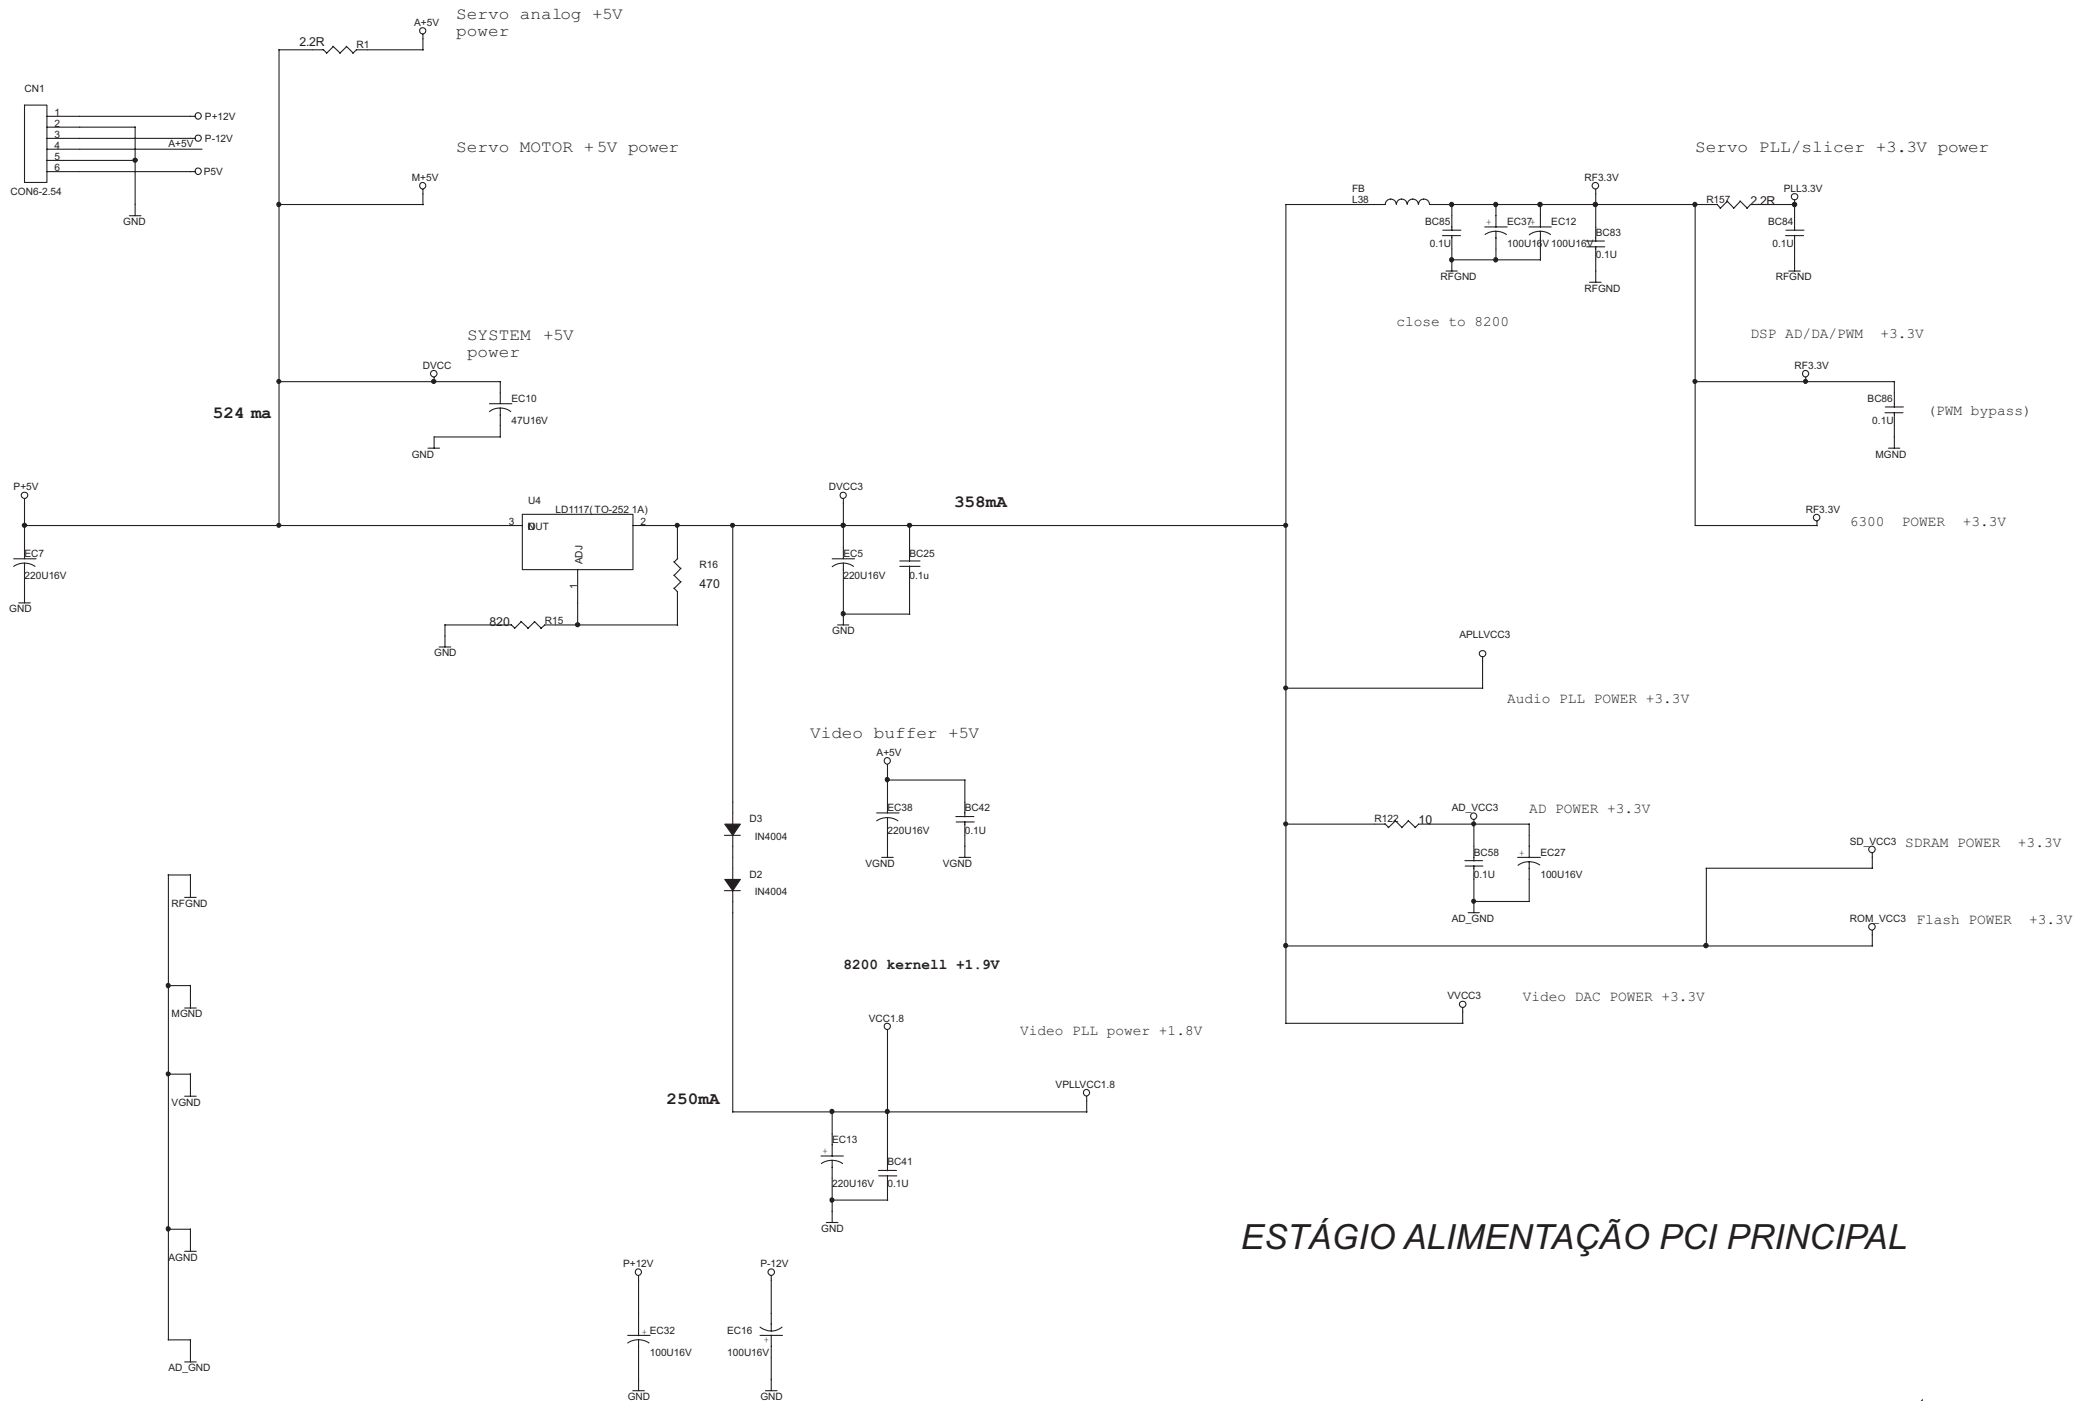 Servo analog +5V
power
A+5V
2.2R
R1
CN1
1
2
3
4
5
6
P+12V
P-12V
A+5V
P5V
CON6-2.54
GND
Servo MOTOR +5V power
M+5V
SYSTEM +5V
power
DVCC
EC10
47U16V
GND
524 ma
P+5V
EC7
220U16V
GND
U4
LD1117(TO-252 1A)
3
OUT
2
ADJ
1
R16
470
820
R15
GND
DVCC3
358mA
EC5
220U16V
BC25
0.1u
GND
Servo PLL/slicer +3.3V power
FB
L38
RF3.3V
R157
2.2R
PLL3.3V
BC85
0.1U
EC37
100U16V
EC12
100U16V
BC83
0.1U
BC84
0.1U
RFGND
RFGND
RFGND
close to 8200
DSP AD/DA/PWM +3.3V
RF3.3V
BC86
0.1U
(PWM bypass)
MGND
RF3.3V
6300 POWER +3.3V
APLLVCC3
Audio PLL POWER +3.3V
Video buffer +5V
A+5V
EC38
220U16V
BC42
0.1U
VGND
VGND
D3
IN4004
D2
IN4004
R122
10
AD_VCC3
AD POWER +3.3V
BC58
0.1U
EC27
100U16V
AD_GND
SD_VCC3
SDRAM POWER +3.3V
ROM_VCC3
Flash POWER +3.3V
VVCC3
Video DAC POWER +3.3V
8200 kernell +1.9V
VCC1.8
Video PLL power +1.8V
VPLLVCC1.8
250mA
EC13
220U16V
BC41
0.1U
GND
RFGND
MGND
VGND
AGND
AD_GND
P+12V
EC32
100U16V
GND
P-12V
EC16
100U16V
GND
ESTÁGIO ALIMENTAÇÃO PCI PRINCIPAL